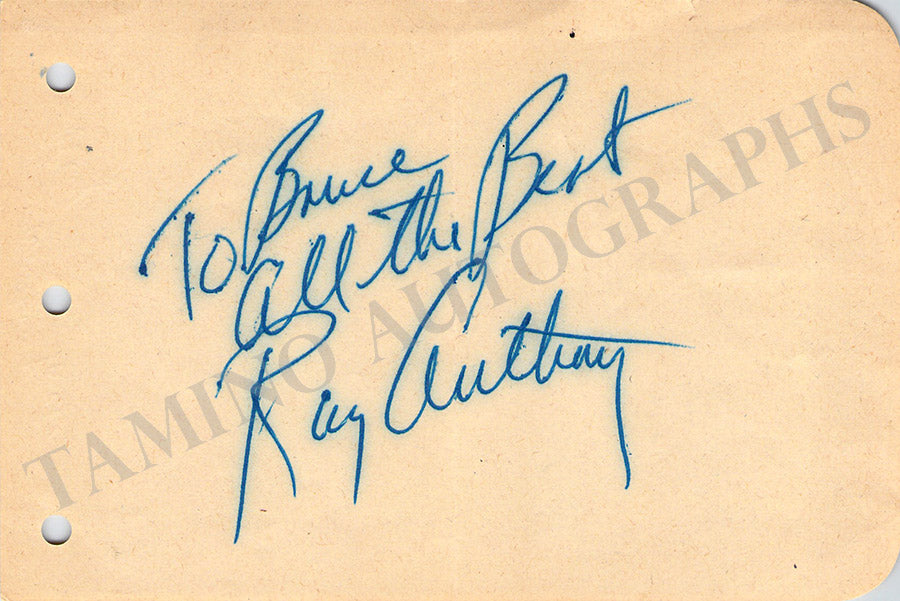 To Bruce
All the Best
Ray Anthony
TAMINO AUTOGRAPHS